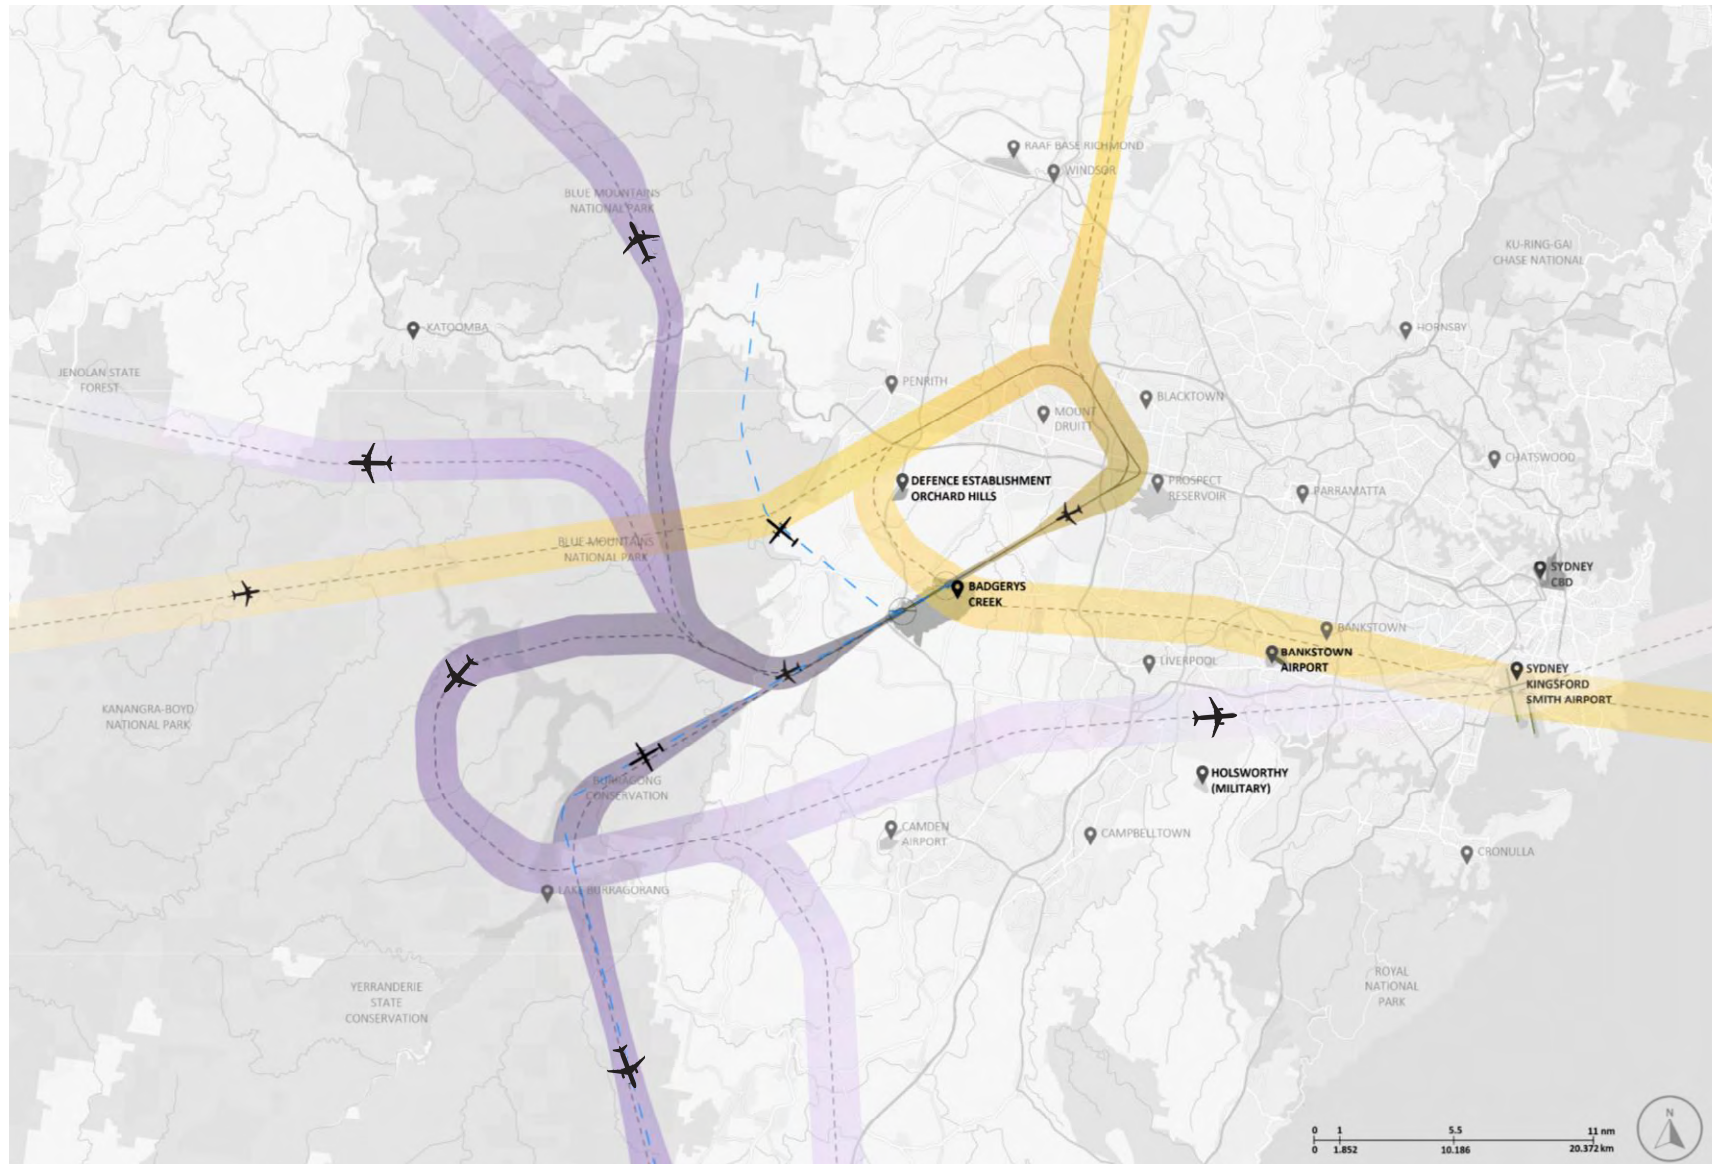 RAAF BASE RICHMOND
WINDSOR
BLUE MOUNTAINS
NATIONAL PARK
KU-RING-GAI
CHASE NATIONAL
KATOOMBA
HORNSBY
JENOLAN STATE
FOREST
PENRITH
BLACKTOWN
MOUNT
DRUITT
CHATSWOOD
DEFENCE ESTABLISHMENT
ORCHARD HILLS
PROSPECT
RESERVOIR
PARRAMATTA
BLUE MOUNTAINS
NATIONAL PARK
SYDNEY
CBD
BADGERYS
CREEK
BANKSTOWN
BANKSTOWN
AIRPORT
LIVERPOOL
SYDNEY
KINGSFORD
SMITH AIRPORT
KANANGRA-BOYD
NATIONAL PARK
HOLSWORTHY
(MILITARY)
BURRAGONG
CONSERVATION
CAMDEN
AIRPORT
CAMPBELLTOWN
CRONULLA
LAKE BURRAGORANG
YERRANDERIE
STATE
CONSERVATION
ROYAL
NATIONAL
PARK
N
0 1 5.5 11 nm
0 1.852 10.186 20.372 km